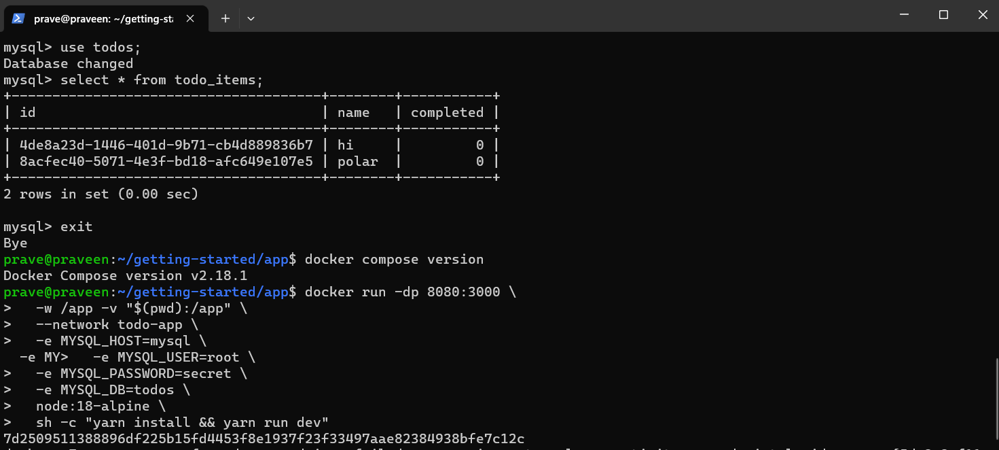 prave@praveen: ~/getting-sta
mysql> use todos;
Database changed
mysql> select * from todo_items;
+--------------------------------------+--------+-----------+
| id                                   | name   | completed |
+--------------------------------------+--------+-----------+
| 4de8a23d-1446-401d-9b71-cb4d889836b7 | hi     |         0 |
| 8acfec40-5071-4e3f-bd18-afc649e107e5 | polar  |         0 |
+--------------------------------------+--------+-----------+
2 rows in set (0.00 sec)
mysql> exit
Bye
prave@praveen:~/getting-started/app$ docker compose version
Docker Compose version v2.18.1
prave@praveen:~/getting-started/app$ docker run -dp 8080:3000 \
>   -w /app -v "$(pwd):/app" \
>   --network todo-app \
>   -e MYSQL_HOST=mysql \
  -e MY>   -e MYSQL_USER=root \
>   -e MYSQL_PASSWORD=secret \
>   -e MYSQL_DB=todos \
>   node:18-alpine \
>   sh -c "yarn install && yarn run dev"
7d2509511388896df225b15fd4453f8e1937f23f33497aae82384938bfe7c12c